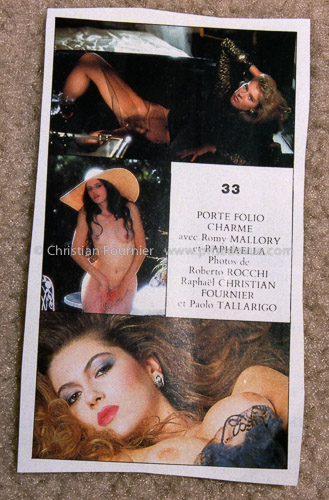 33
PORTE FOLIO
CHARME
avec Romy MALLORY
et RAPHAELLA
Photos de
Roberto ROCCHI
Raphaël CHRISTIAN
FOURNIER
et Paolo TALLARIGO
© Christian Fournier